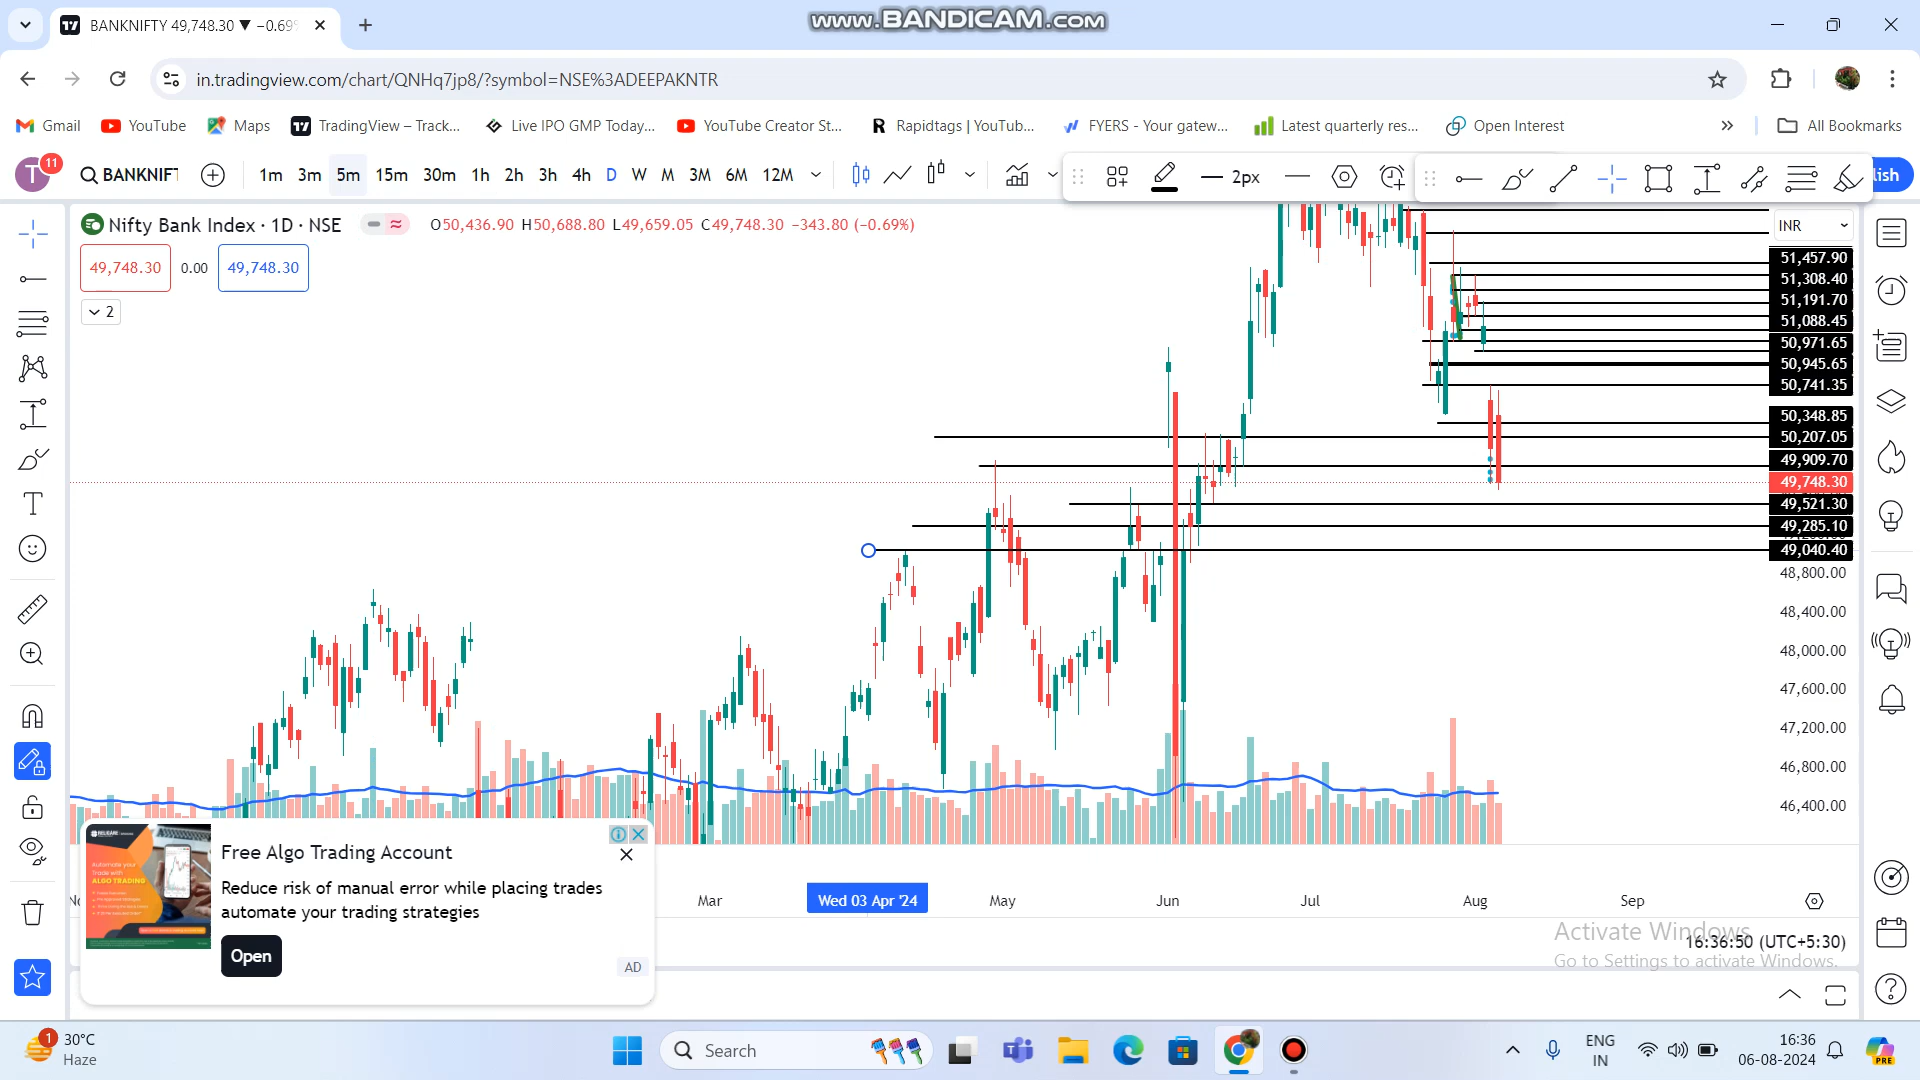 BANKNIFTY 49,748.30 ▼ −0.69%
www.BANDICAM.com
in.tradingview.com/chart/QNHq7jp8/?symbol=NSE%3ADEEPAKNTR
Gmail YouTube Maps TradingView – Track... Live IPO GMP Today... YouTube Creator St... Rapidtags | YouTub... FYERS - Your gatew... Latest quarterly res... Open Interest » All Bookmarks
T 11 BANKNIFT 1m 3m 5m 15m 30m 1h 2h 3h 4h D W M 3M 6M 12M 2px lish
Nifty Bank Index · 1D · NSE O50,436.90 H50,688.80 L49,659.05 C49,748.30 −343.80 (−0.69%) INR
49,748.30 0.00 49,748.30
2
51,457.90
51,308.40
51,191.70
51,088.45
50,971.65
50,945.65
50,741.35
50,348.85
50,207.05
49,909.70
49,748.30
49,521.30
49,285.10
49,040.40
48,800.00
48,400.00
48,000.00
47,600.00
47,200.00
46,800.00
46,400.00
Free Algo Trading Account
Reduce risk of manual error while placing trades
automate your trading strategies
Open
AD
ALGO TRADING
Mar Wed 03 Apr '24 May Jun Jul Aug Sep
Activate Windows
16:36:50 (UTC+5:30)
Go to Settings to activate Windows.
1 30°C
Haze
Search
ENG
IN
16:36
06-08-2024
PRE